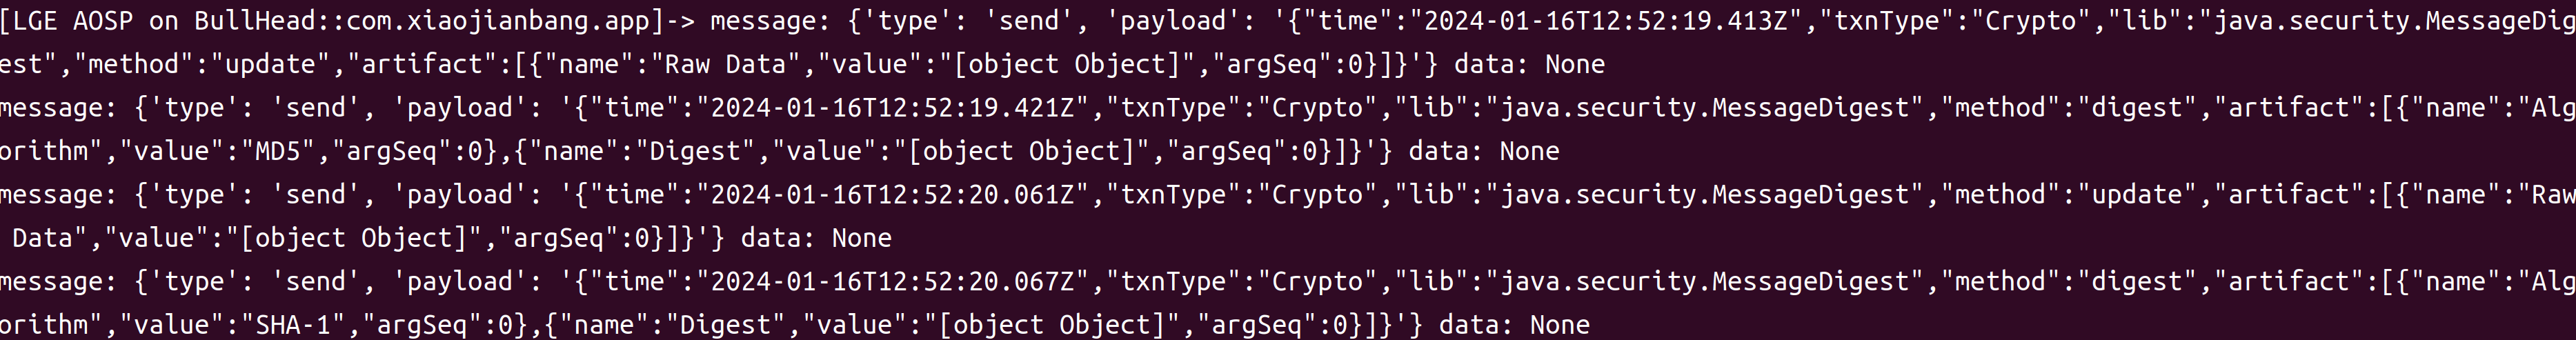 [LGE AOSP on BullHead::com.xiaojianbang.app]-> message: {'type': 'send', 'payload': '{"time":"2024-01-16T12:52:19.413Z","txnType":"Crypto","lib":"java.security.MessageDig
est","method":"update","artifact":[{"name":"Raw Data","value":"[object Object]","argSeq":0}]}'} data: None
message: {'type': 'send', 'payload': '{"time":"2024-01-16T12:52:19.421Z","txnType":"Crypto","lib":"java.security.MessageDigest","method":"digest","artifact":[{"name":"Alg
orithm","value":"MD5","argSeq":0},{"name":"Digest","value":"[object Object]","argSeq":0}]}'} data: None
message: {'type': 'send', 'payload': '{"time":"2024-01-16T12:52:20.061Z","txnType":"Crypto","lib":"java.security.MessageDigest","method":"update","artifact":[{"name":"Raw
 Data","value":"[object Object]","argSeq":0}]}'} data: None
message: {'type': 'send', 'payload': '{"time":"2024-01-16T12:52:20.067Z","txnType":"Crypto","lib":"java.security.MessageDigest","method":"digest","artifact":[{"name":"Alg
orithm","value":"SHA-1","argSeq":0},{"name":"Digest","value":"[object Object]","argSeq":0}]}'} data: None